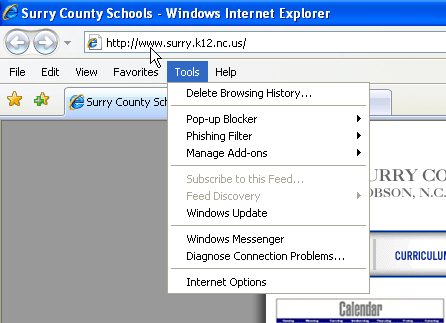 Surry County Schools - Windows Internet Explorer
http://www.surry.k12.nc.us/
File Edit View Favorites Tools Help
Surry County Sch
Delete Browsing History...
Pop-up Blocker
Phishing Filter
Manage Add-ons
Subscribe to this Feed...
Feed Discovery
Windows Update
Windows Messenger
Diagnose Connection Problems...
Internet Options
URRY CO
OBSON, N.C.
CURRICULUM
Calendar